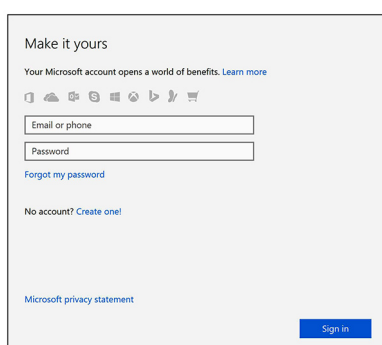 Make it yours
Your Microsoft account opens a world of benefits. Learn more
Email or phone
Password
Forgot my password
No account? Create one!
Microsoft privacy statement
Sign in